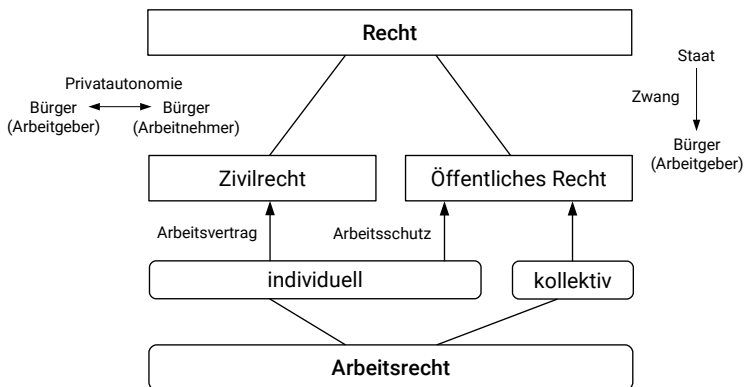 Recht
Staat
Privatautonomie
Zwang
Bürger Bürger
(Arbeitgeber) (Arbeitnehmer)
Bürger
(Arbeitgeber)
Zivilrecht Öffentliches Recht
Arbeitsvertrag Arbeitsschutz
individuell kollektiv
Arbeitsrecht